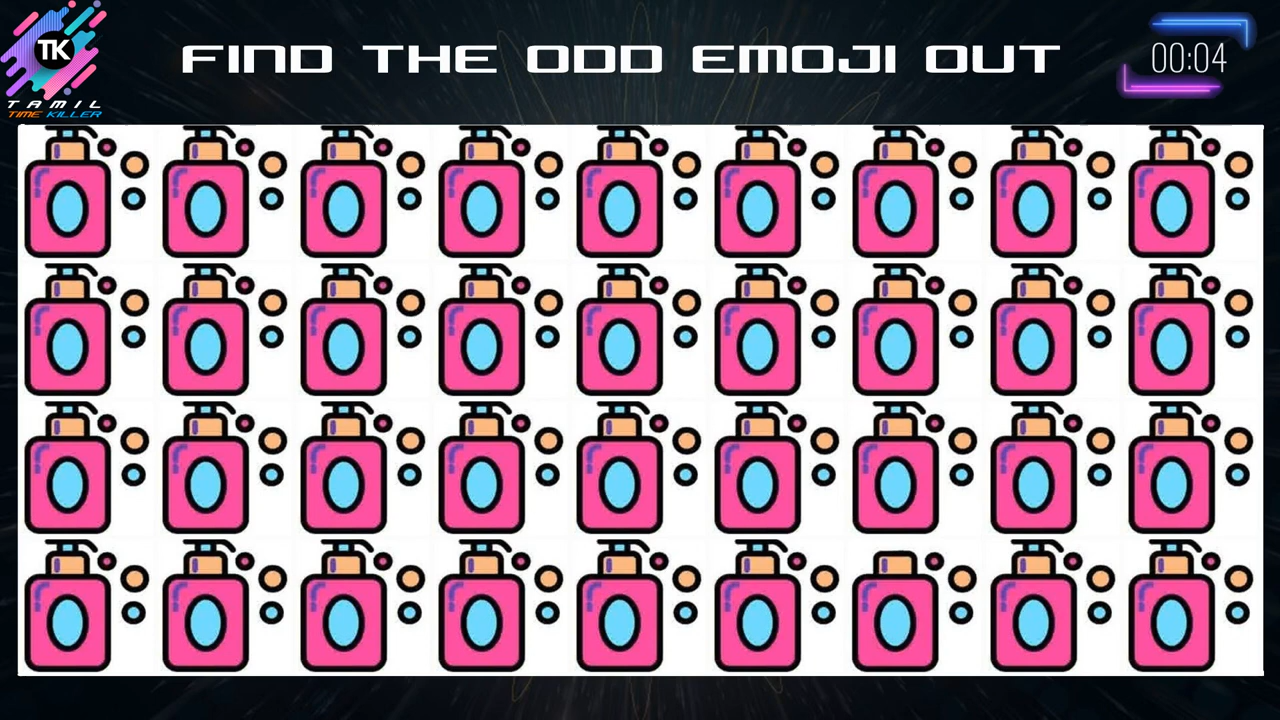 TK
TAMIL
TIME KILLER
FIND THE ODD EMOJI OUT
00:04